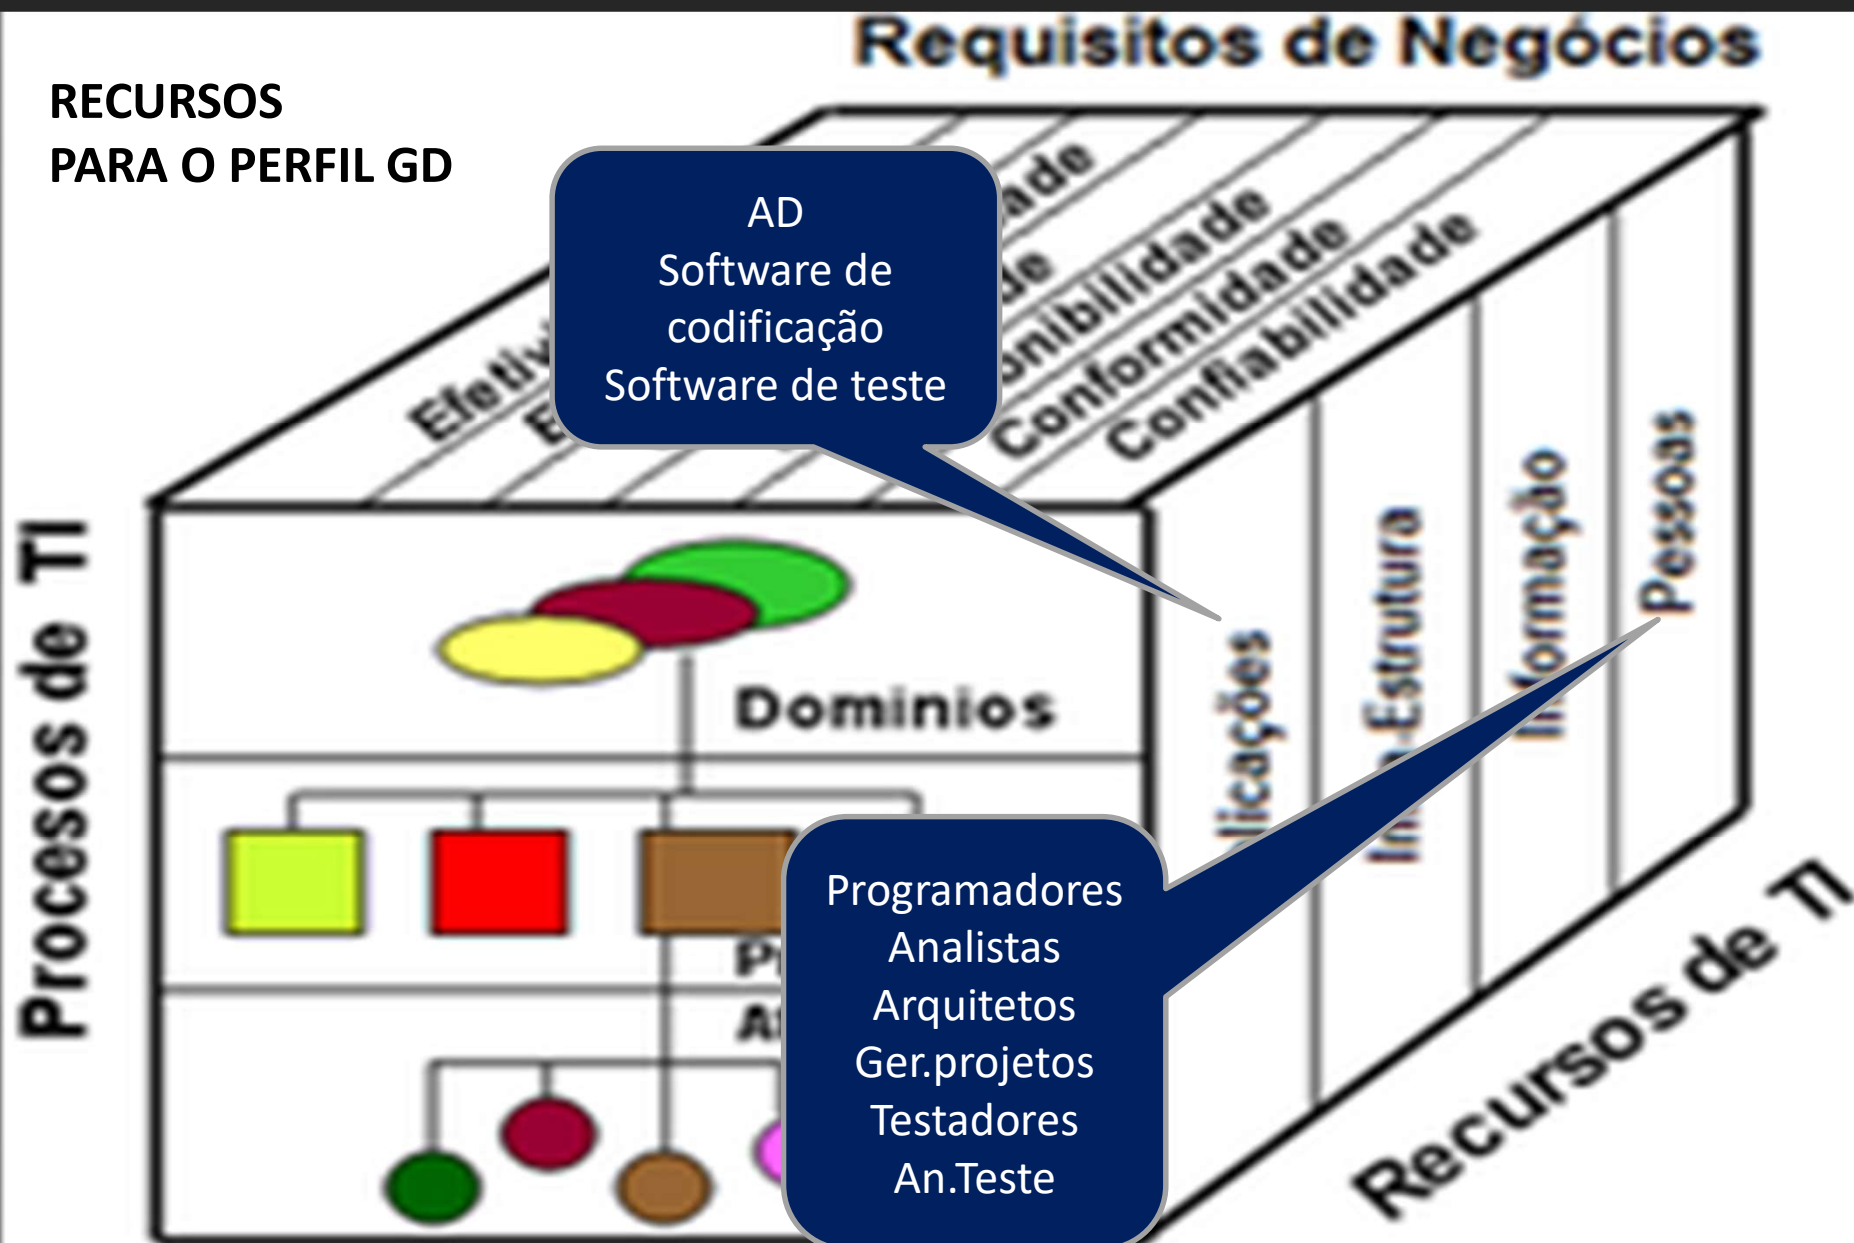 Requisitos de Negócios
RECURSOS
PARA O PERFIL GD
AD
Software de
codificação
Software de teste
Conformidade
Confiabilidade
Procesos de TI
Dominios
Pessoas
Programadores
Analistas
Arquitetos
Ger.projetos
Testadores
An.Teste
Recursos de TI